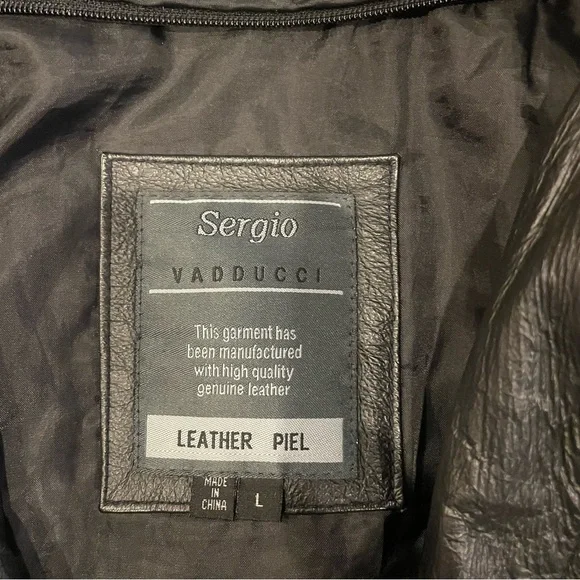 Sergio
VADDUCCI
This garment has
been manufactured
with high quality
genuine leather
LEATHER PIEL
MADE
IN
CHINA
L